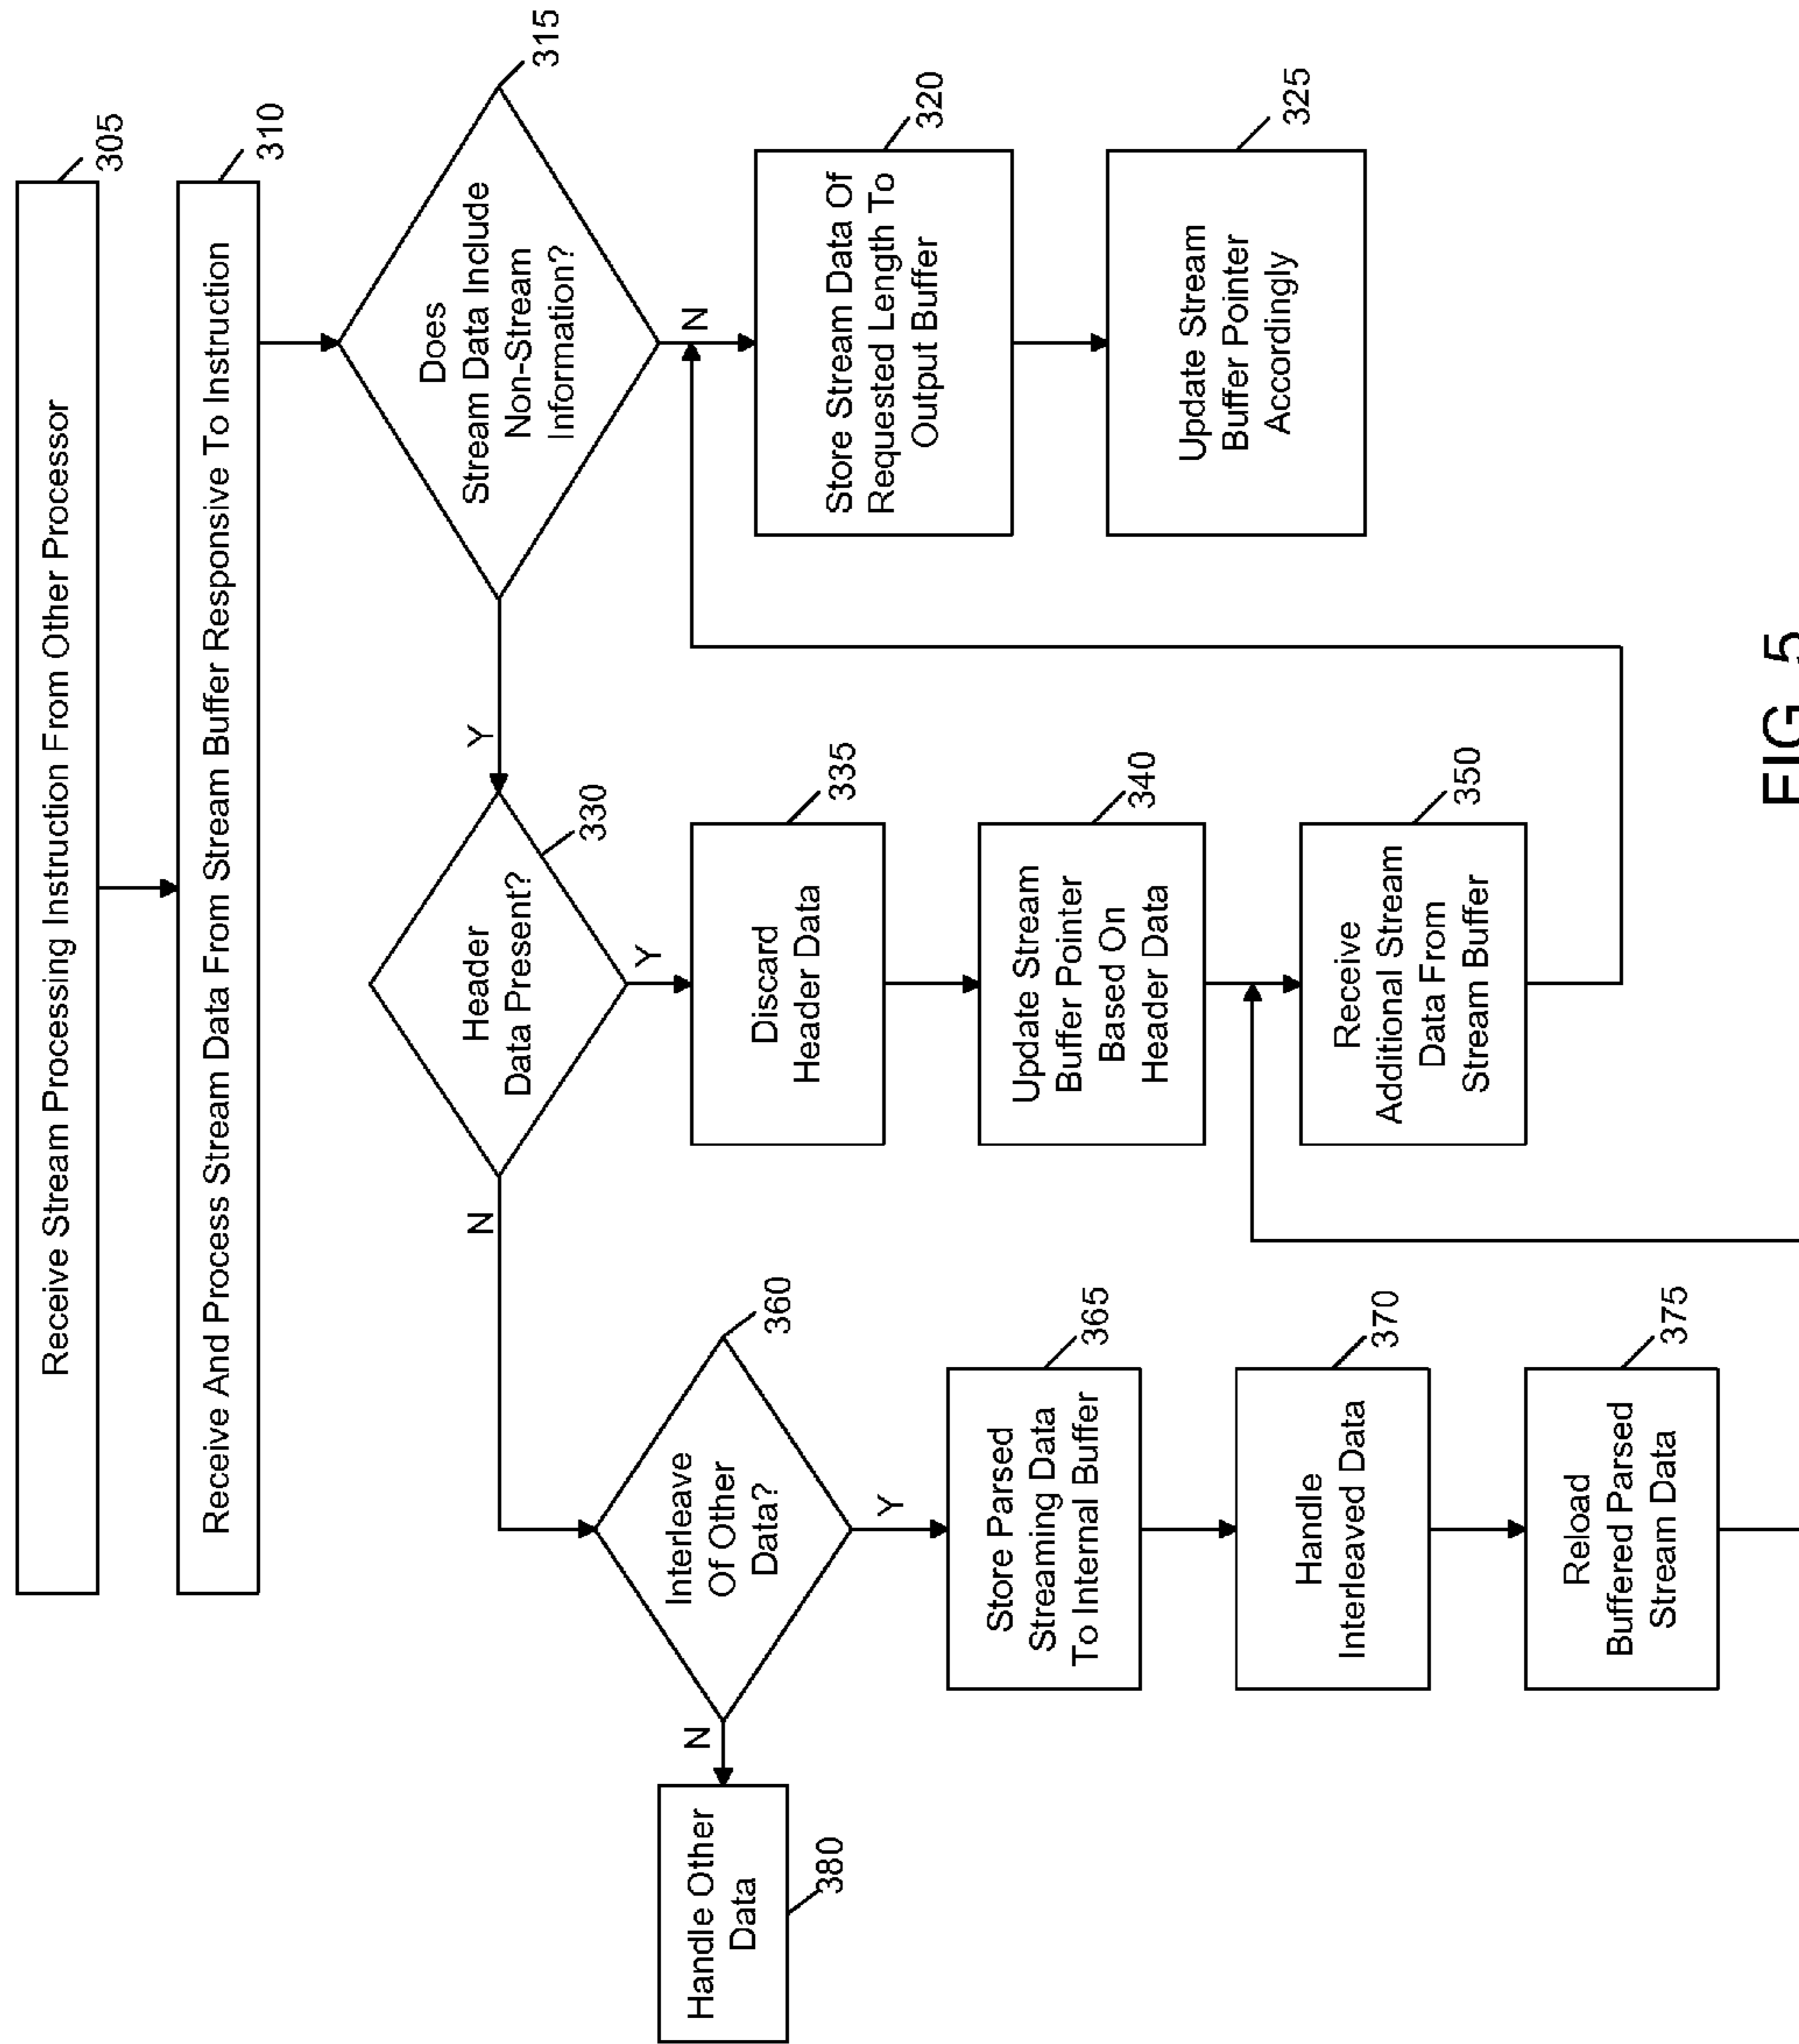 Receive Stream Processing Instruction From Other Processor
305
Receive And Process Stream Data From Stream Buffer Responsive To Instruction
310
Does
Stream Data Include
Non-Stream
Information?
315
N
Y
Store Stream Data Of
Requested Length To
Output Buffer
320
Update Stream
Buffer Pointer
Accordingly
325
Header
Data Present?
330
Y
N
Discard
Header Data
335
Update Stream
Buffer Pointer
Based On
Header Data
340
Receive
Additional Stream
Data From
Stream Buffer
350
Interleave
Of Other
Data?
360
Y
N
Store Parsed
Streaming Data
To Internal Buffer
365
Handle
Interleaved Data
370
Reload
Buffered Parsed
Stream Data
375
Handle Other
Data
380
FIG. 5